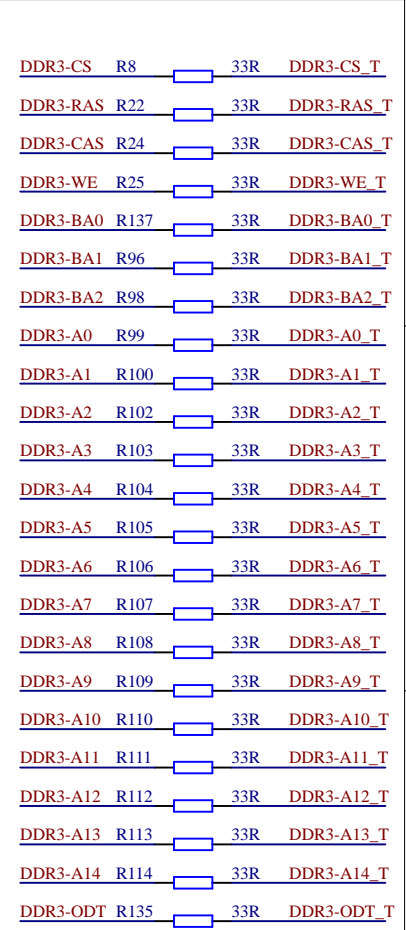 DDR3-CS R8 33R DDR3-CS_T
DDR3-RAS R22 33R DDR3-RAS_T
DDR3-CAS R24 33R DDR3-CAS_T
DDR3-WE R25 33R DDR3-WE_T
DDR3-BA0 R137 33R DDR3-BA0_T
DDR3-BA1 R96 33R DDR3-BA1_T
DDR3-BA2 R98 33R DDR3-BA2_T
DDR3-A0 R99 33R DDR3-A0_T
DDR3-A1 R100 33R DDR3-A1_T
DDR3-A2 R102 33R DDR3-A2_T
DDR3-A3 R103 33R DDR3-A3_T
DDR3-A4 R104 33R DDR3-A4_T
DDR3-A5 R105 33R DDR3-A5_T
DDR3-A6 R106 33R DDR3-A6_T
DDR3-A7 R107 33R DDR3-A7_T
DDR3-A8 R108 33R DDR3-A8_T
DDR3-A9 R109 33R DDR3-A9_T
DDR3-A10 R110 33R DDR3-A10_T
DDR3-A11 R111 33R DDR3-A11_T
DDR3-A12 R112 33R DDR3-A12_T
DDR3-A13 R113 33R DDR3-A13_T
DDR3-A14 R114 33R DDR3-A14_T
DDR3-ODT R135 33R DDR3-ODT_T